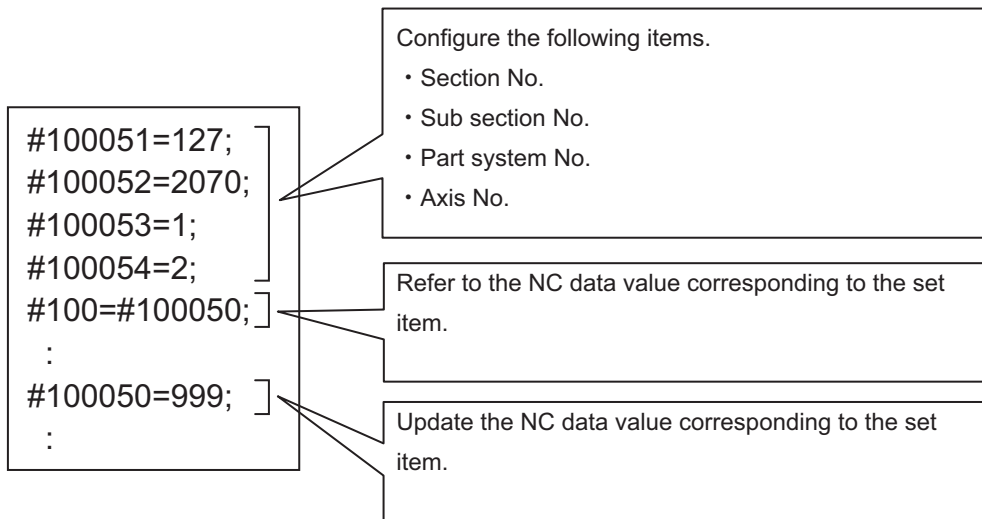 Configure the following items.
・Section No.
・Sub section No.
・Part system No.
・Axis No.
#100051=127;
#100052=2070;
#100053=1;
#100054=2;
#100=#100050;
:
#100050=999;
:
Refer to the NC data value corresponding to the set
item.
Update the NC data value corresponding to the set
item.